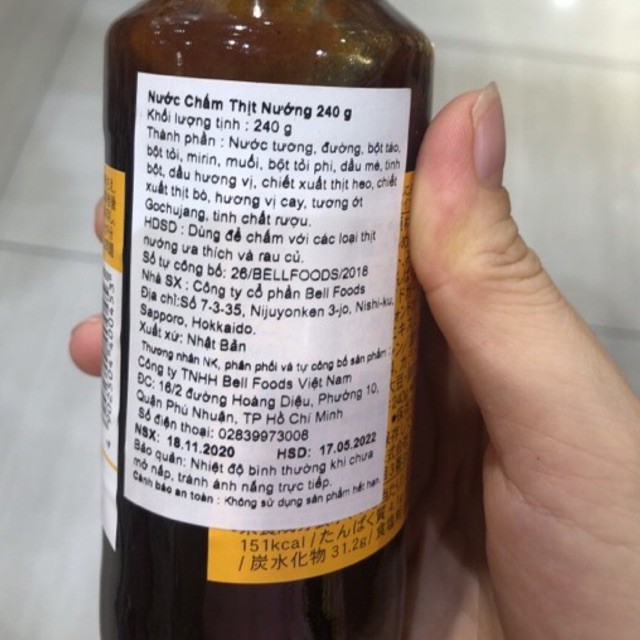 Nước Chấm Thịt Nướng 240 g
Khối lượng tịnh : 240 g
Thành phần : Nước tương, đường, bột táo,
bột tỏi, mirin, muối, bột tỏi phi, dầu mè, tinh
bột, dầu hương vị, chiết xuất thịt heo, chiết
xuất thịt bò, hương vị cay, tương ớt
Gochujang, tinh chất rượu.
HDSD : Dùng để chấm với các loại thịt
nướng ưa thích và rau củ.
Số tự công bố: 26/BELLFOODS/2018
Nhà SX : Công ty cổ phần Bell Foods
Địa chỉ:Số 7-3-35, Nijuyonken 3-jo, Nishi-ku,
Sapporo, Hokkaido.
Xuất xứ: Nhật Bản
Thương nhân NK, phân phối và tự công bố sản phẩm :
Công ty TNHH Bell Foods Việt Nam
ĐC: 16/2 đường Hoàng Diệu, Phường 10,
Quận Phú Nhuận, TP Hồ Chí Minh
Số điện thoại: 02839973008
NSX: 18.11.2020 HSD: 17.05.2022
Bảo quản: Nhiệt độ bình thường khi chưa
mở nắp, tránh ánh nắng trực tiếp.
Cảnh báo an toàn : Không sử dụng sản phẩm hết hạn.
151kcal / たんぱく質
/ 炭水化物 31.2g / 食塩